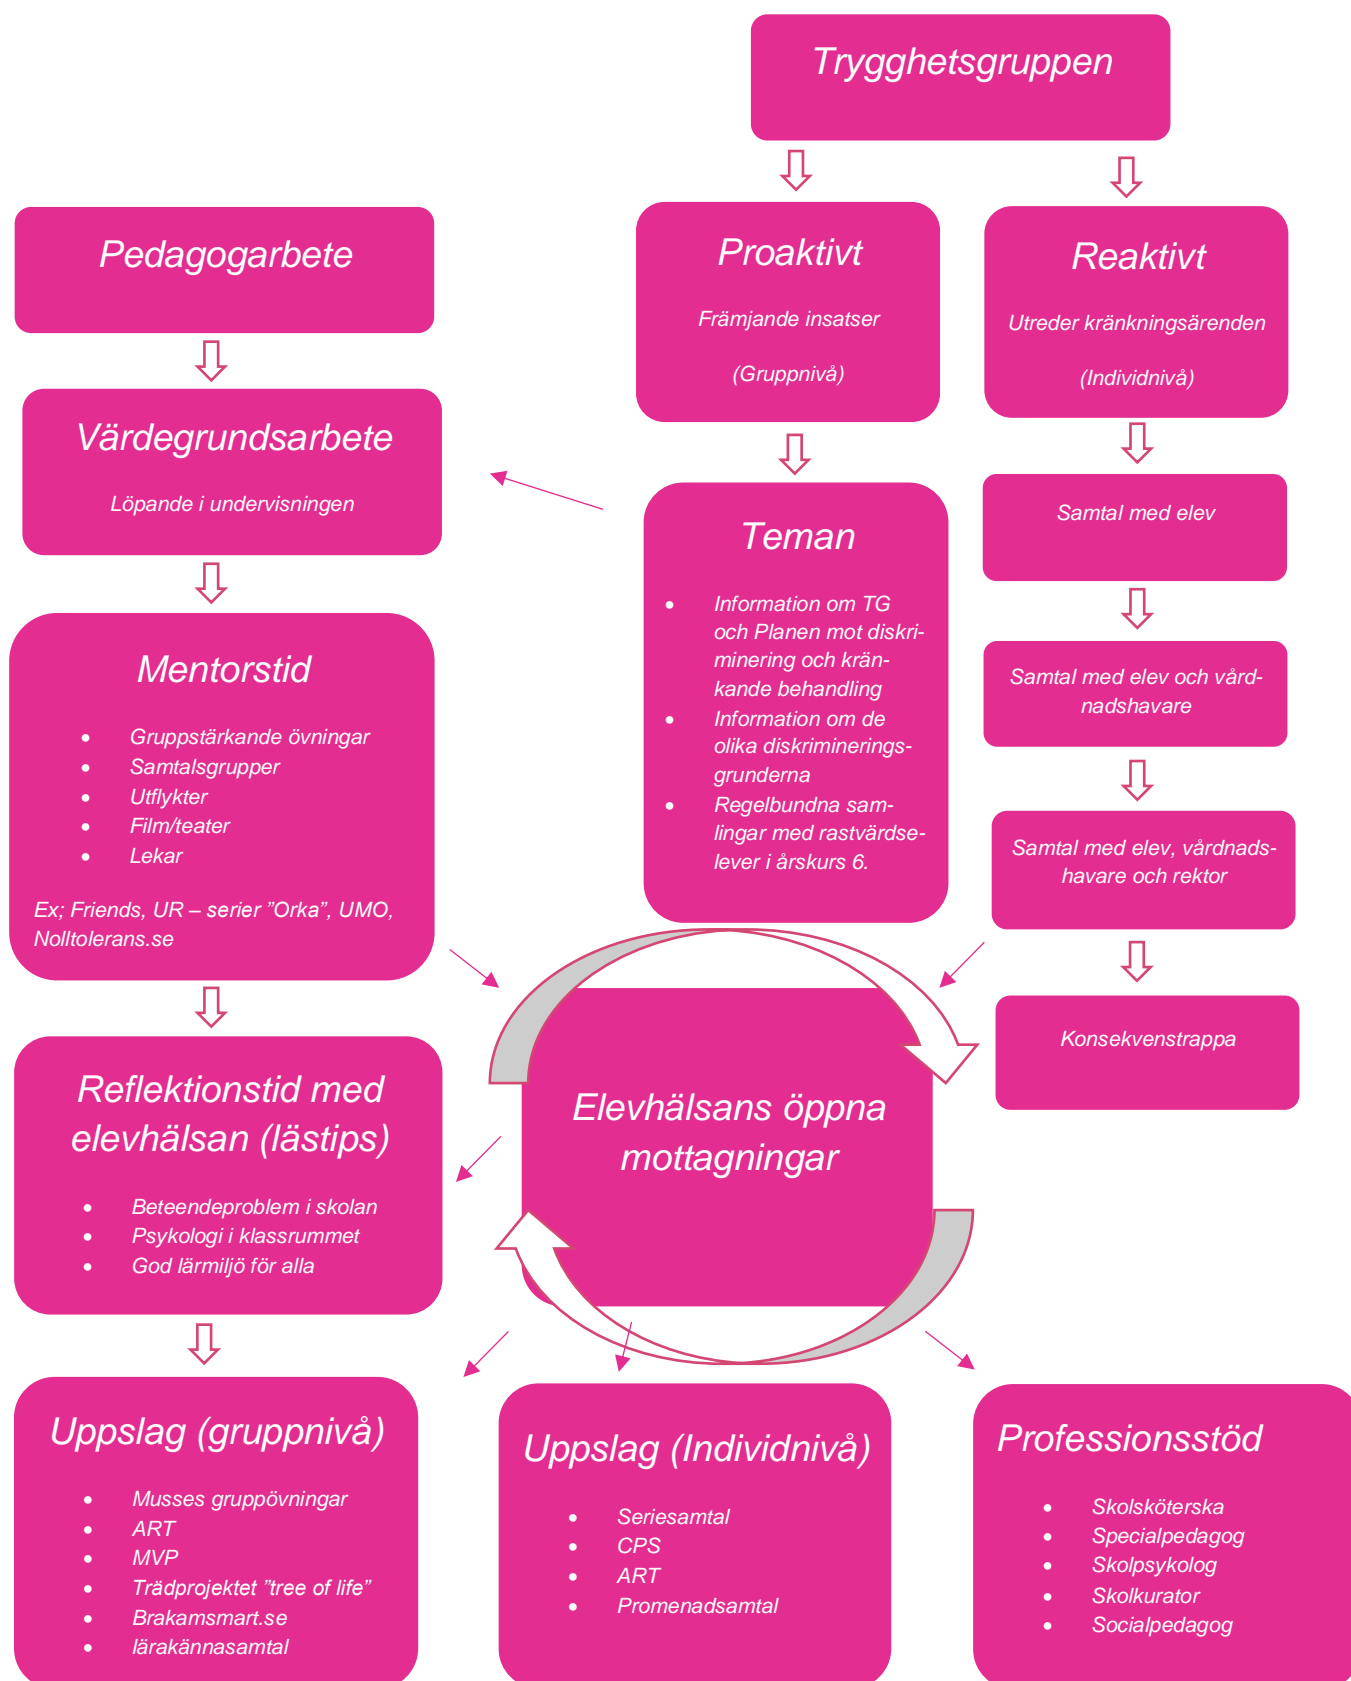 Trygghetsgruppen
Pedagogarbete
Proaktivt
Främjande insatser
(Gruppnivå)
Reaktivt
Utreder kränkningsärenden
(Individnivå)
Värdegrundsarbete
Löpande i undervisningen
Teman
• Information om TG
och Planen mot diskri-
minering och krän-
kande behandling
• Information om de
olika diskriminerings-
grunderna
• Regelbundna sam-
lingar med rastvärdse-
lever i årskurs 6.
Samtal med elev
Samtal med elev och vård-
nadshavare
Samtal med elev, vårdnads-
havare och rektor
Konsekvenstrappa
Mentorstid
• Gruppstärkande övningar
• Samtalsgrupper
• Utflykter
• Film/teater
• Lekar
Ex; Friends, UR – serier ”Orka”, UMO,
Nolltolerans.se
Reflektionstid med
elevhälsan (lästips)
• Beteendeproblem i skolan
• Psykologi i klassrummet
• God lärmiljö för alla
Elevhälsans öppna
mottagningar
Uppslag (gruppnivå)
• Musses gruppövningar
• ART
• MVP
• Trädprojektet ”tree of life”
• Brakamsmart.se
• lärakännasamtal
Uppslag (Individnivå)
• Seriesamtal
• CPS
• ART
• Promenadsamtal
Professionsstöd
• Skolsköterska
• Specialpedagog
• Skolpsykolog
• Skolkurator
• Socialpedagog